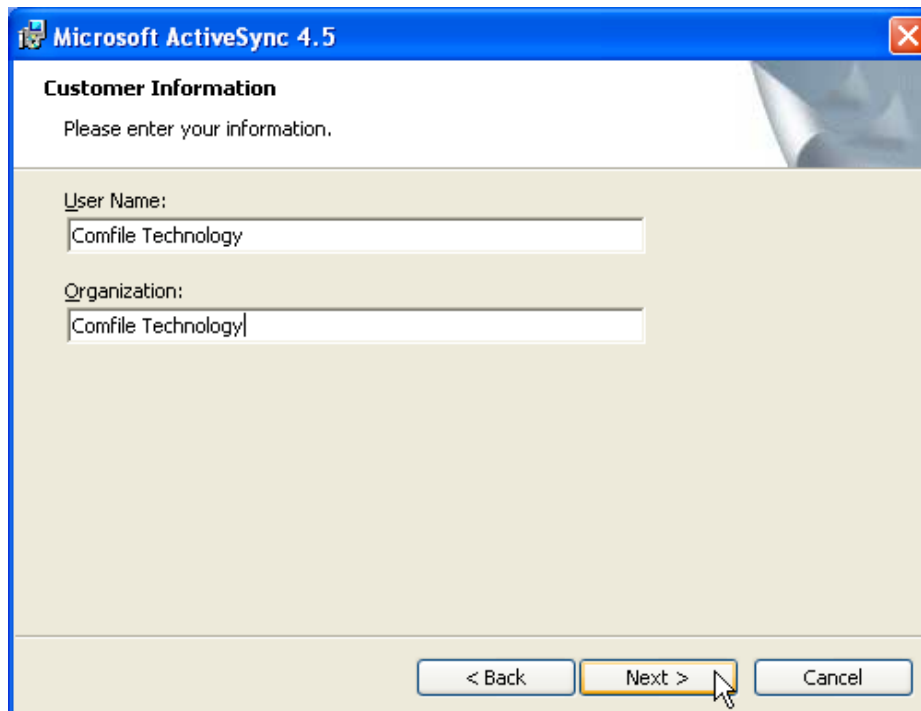 Microsoft ActiveSync 4.5
Customer Information
Please enter your information.
User Name:
Comfile Technology
Organization:
Comfile Technology
< Back Next > Cancel